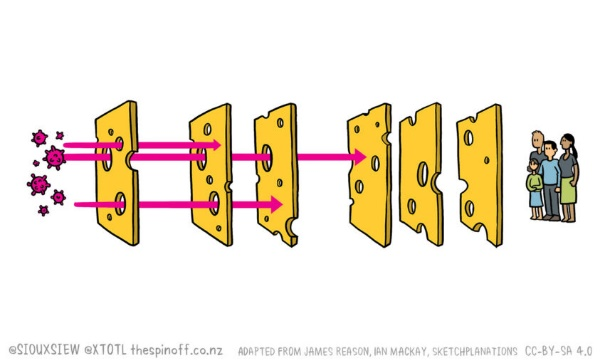 @SIOUXSIEW @XTOTL thespinoff.co.nz ADAPTED FROM JAMES REASON, IAN MACKAY, SKETCHPLANATIONS CC-BY-SA 4.0